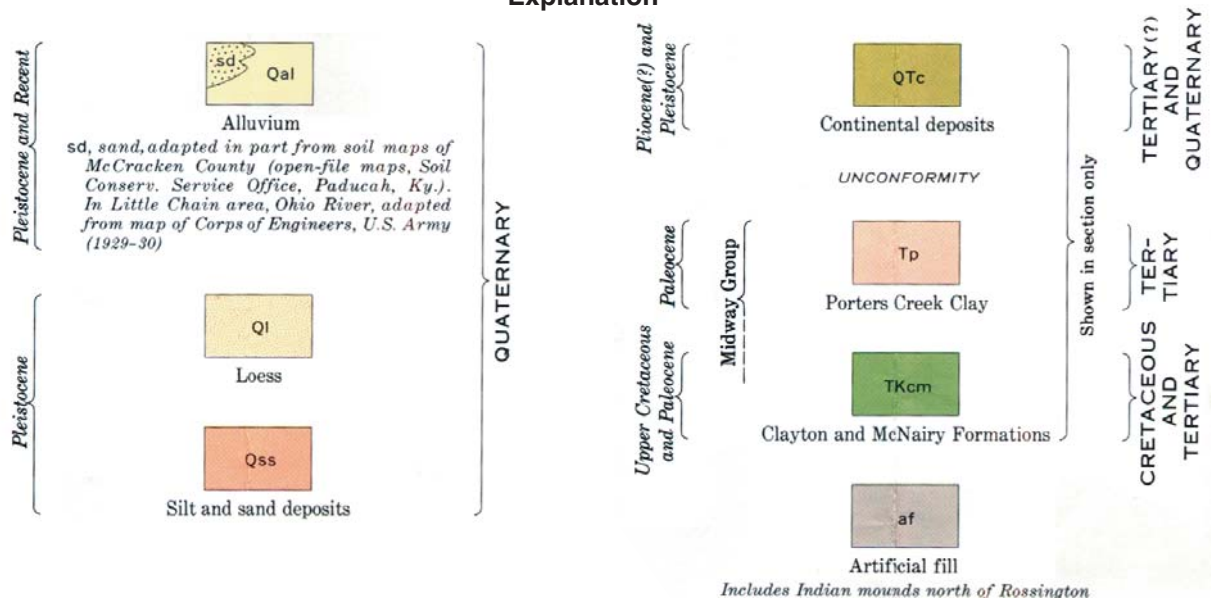 Explanation
Pleistocene and Recent
sd
Qal
Alluvium
sd, sand, adapted in part from soil maps of
McCracken County (open-file maps, Soil
Conserv. Service Office, Paducah, Ky.).
In Little Chain area, Ohio River, adapted
from map of Corps of Engineers, U.S. Army
(1929-30)
Pleistocene
Ql
Loess
Qss
Silt and sand deposits
QUATERNARY
Pliocene(?) and
Pleistocene
QTc
Continental deposits
TERTIARY(?)
AND
QUATERNARY
UNCONFORMITY
Paleocene
Midway Group
Tp
Porters Creek Clay
Shown in section only
TER-
TIARY
Upper Cretaceous
and Paleocene
TKcm
Clayton and McNairy Formations
CRETACEOUS
AND
TERTIARY
af
Artificial fill
Includes Indian mounds north of Rossington